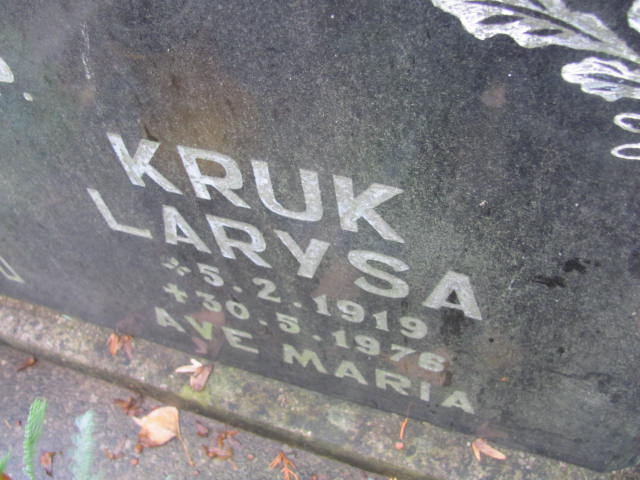 KRUK
LARYSA
* 5.2.1919
+ 30.5.1976
AVE MARIA